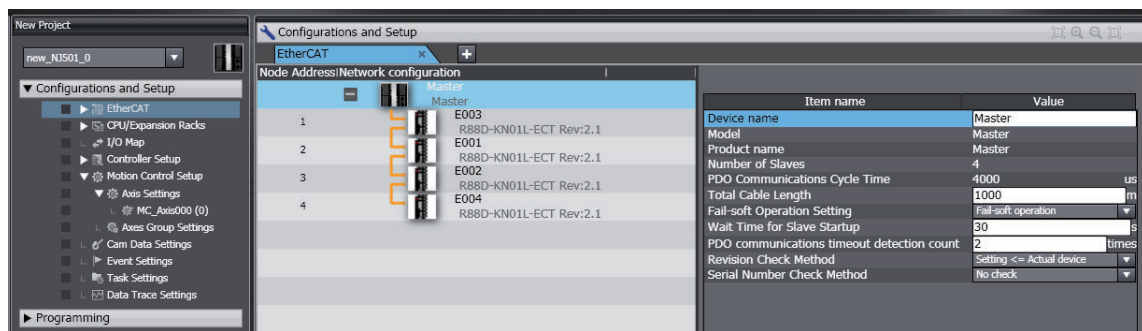 New Project
new_NJ501_0
Configurations and Setup
EtherCAT
CPU/Expansion Racks
I/O Map
Controller Setup
Motion Control Setup
Axis Settings
MC_Axis000 (0)
Axes Group Settings
Cam Data Settings
Event Settings
Task Settings
Data Trace Settings
Programming
Configurations and Setup
EtherCAT
Node Address Network configuration
Master
Master
1 E003
R88D-KN01L-ECT Rev:2.1
2 E001
R88D-KN01L-ECT Rev:2.1
3 E002
R88D-KN01L-ECT Rev:2.1
4 E004
R88D-KN01L-ECT Rev:2.1
Item name Value
Device name Master
Model Master
Product name Master
Number of Slaves 4
PDO Communications Cycle Time 4000 us
Total Cable Length 1000 m
Fail-soft Operation Setting Fail-soft operation
Wait Time for Slave Startup 30 s
PDO communications timeout detection count 2 times
Revision Check Method Setting <= Actual device
Serial Number Check Method No check